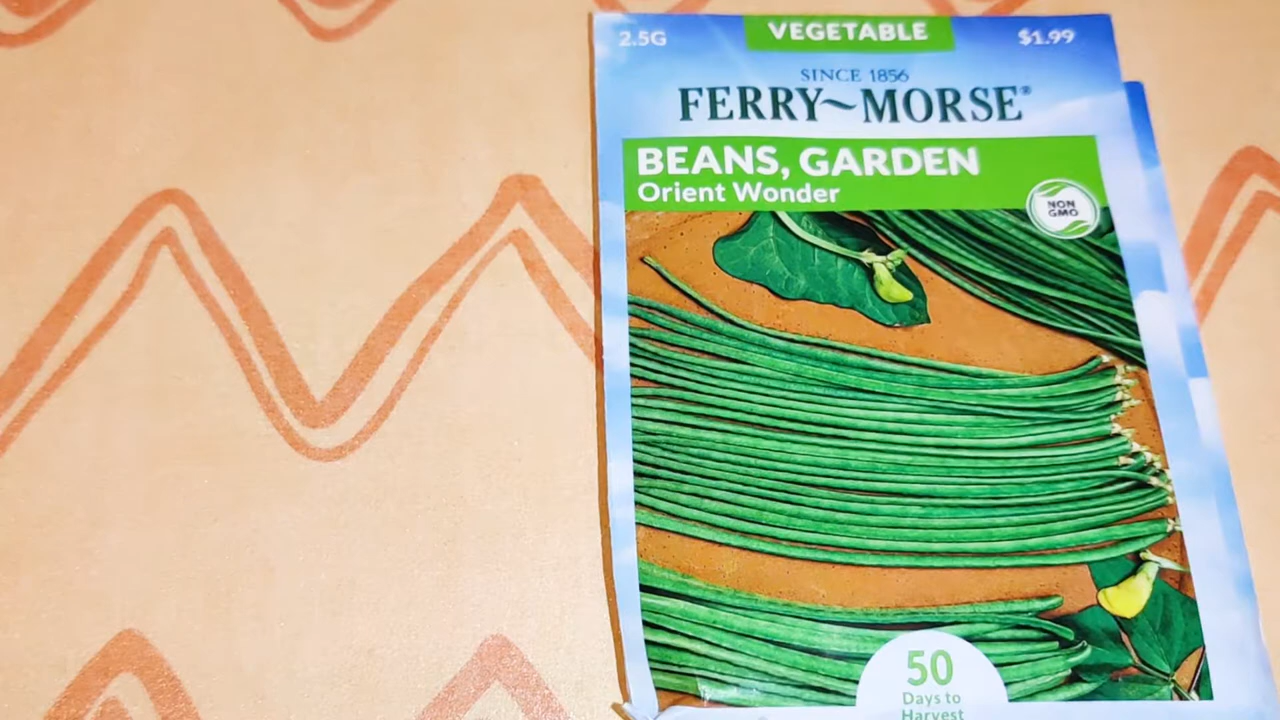 2.5G
VEGETABLE
$1.99
SINCE 1856
FERRY~MORSE®
BEANS, GARDEN
Orient Wonder
NON
GMO
50
Days to
Harvest